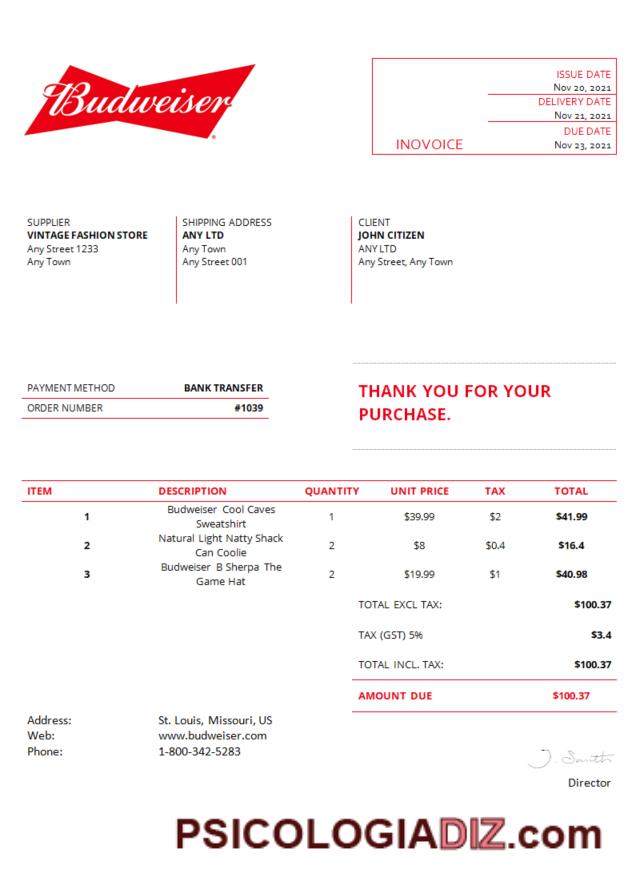 Budweiser
ISSUE DATE
Nov 20, 2021
DELIVERY DATE
Nov 21, 2021
DUE DATE
INOVOICE Nov 23, 2021
SUPPLIER
VINTAGE FASHION STORE
Any Street 1233
Any Town
SHIPPING ADDRESS
ANY LTD
Any Town
Any Street 001
CLIENT
JOHN CITIZEN
ANY LTD
Any Street, Any Town
PAYMENT METHOD BANK TRANSFER
ORDER NUMBER #1039
THANK YOU FOR YOUR
PURCHASE.
ITEM DESCRIPTION QUANTITY UNIT PRICE TAX TOTAL
1 Budweiser Cool Caves Sweatshirt 1 $39.99 $2 $41.99
2 Natural Light Natty Shack Can Coolie 2 $8 $0.4 $16.4
3 Budweiser B Sherpa The Game Hat 2 $19.99 $1 $40.98
TOTAL EXCL TAX: $100.37
TAX (GST) 5% $3.4
TOTAL INCL. TAX: $100.37
AMOUNT DUE $100.37
Address: St. Louis, Missouri, US
Web: www.budweiser.com
Phone: 1-800-342-5283
J. Smith
Director
PSICOLOGIADIZ.com